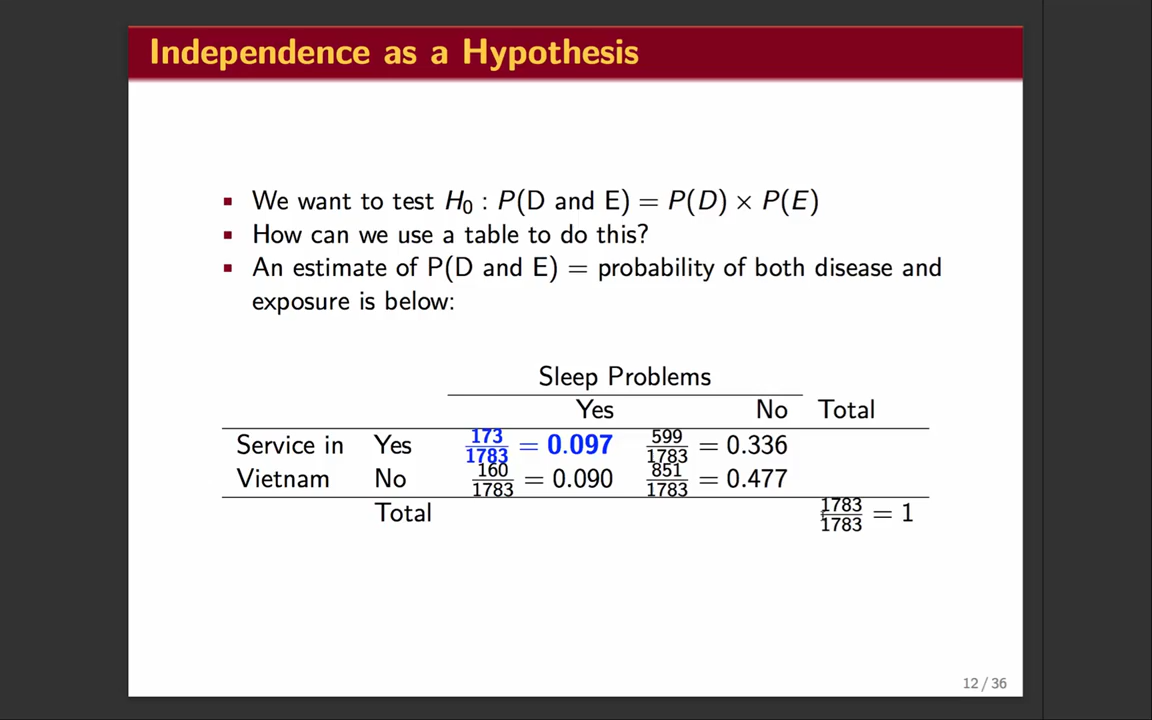 Independence as a Hypothesis
▪ We want to test H₀ : P(D and E) = P(D) × P(E)
▪ How can we use a table to do this?
▪ An estimate of P(D and E) = probability of both disease and
exposure is below:
Sleep Problems
Yes No Total
Service in Yes 173/1783 = 0.097 599/1783 = 0.336
Vietnam No 160/1783 = 0.090 851/1783 = 0.477
Total 1783/1783 = 1
12 / 36